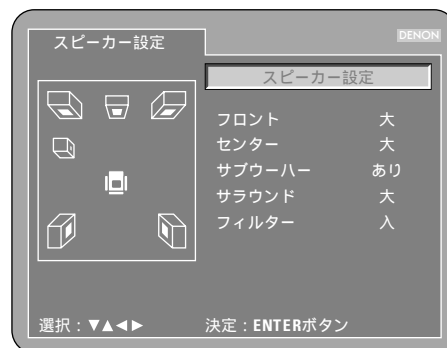 スピーカー設定
DENON
スピーカー設定
フロント 大
センター 大
サブウーハー あり
サラウンド 大
フィルター 入
選択：▼▲◀▶ 決定：ENTERボタン